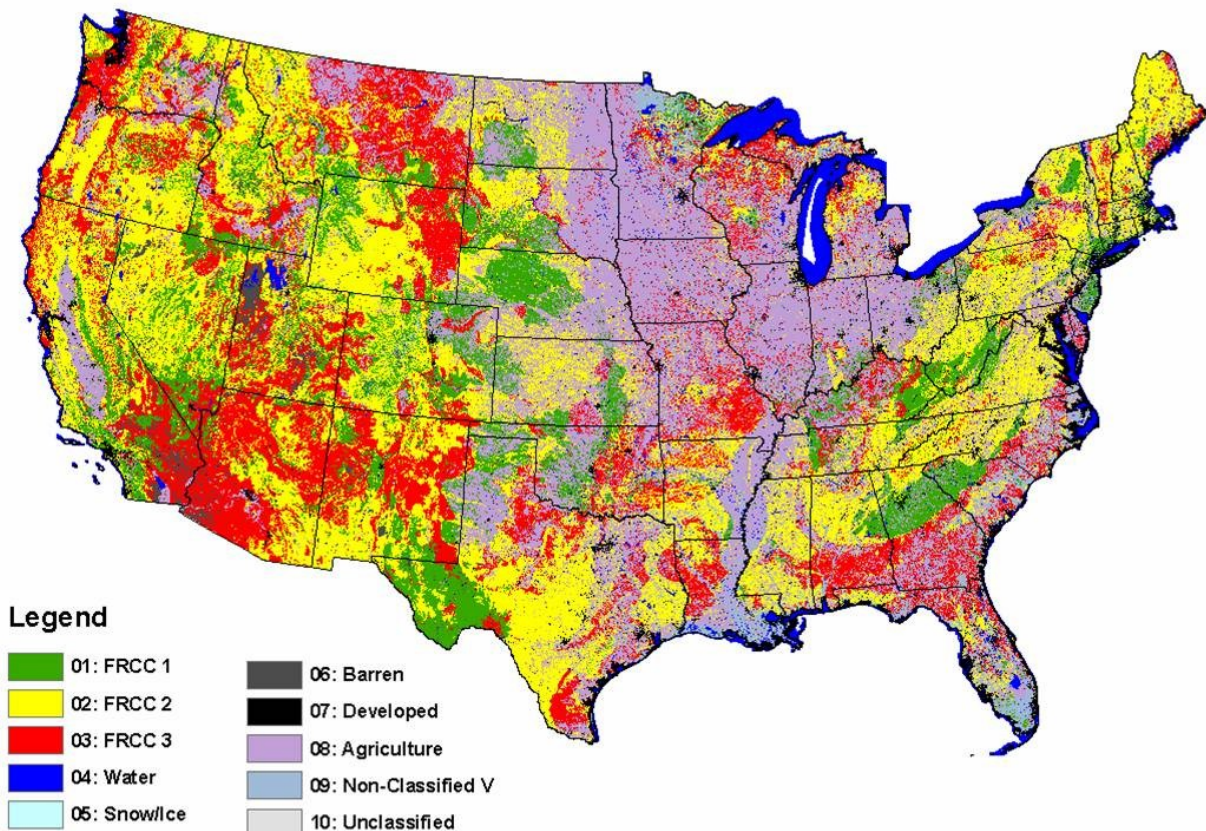 Legend
01: FRCC 1
02: FRCC 2
03: FRCC 3
04: Water
05: Snow/Ice
06: Barren
07: Developed
08: Agriculture
09: Non-Classified V
10: Unclassified